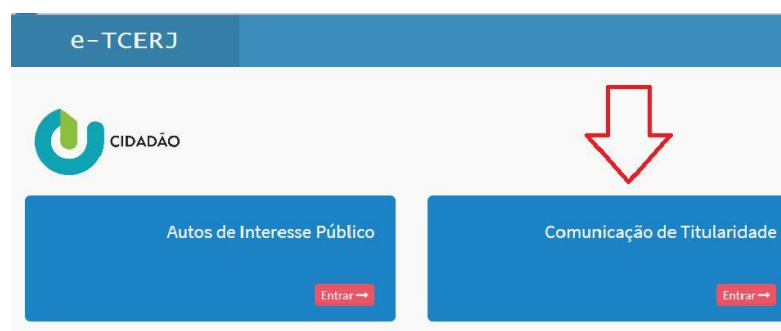 e-TCERJ
CIDADÃO
Autos de Interesse Público
Comunicação de Titularidade
Entrar
Entrar